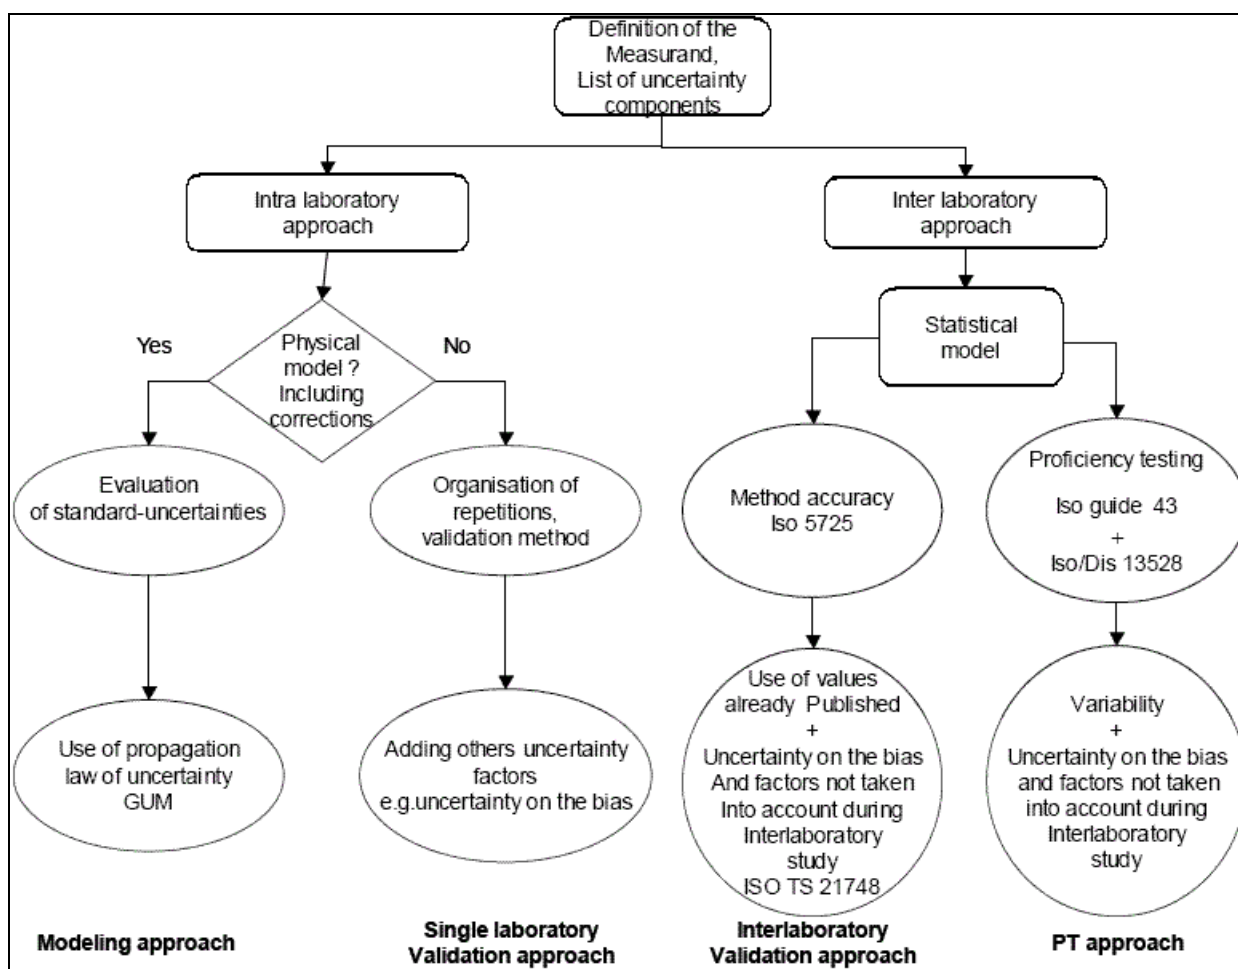 Definition of the
Measurand,
List of uncertainty
components
Intra laboratory
approach
Inter laboratory
approach
Statistical
model
Yes
Physical
model ?
Including
corrections
No
Evaluation
of standard-uncertainties
Organisation of
repetitions,
validation method
Method accuracy
Iso 5725
Proficiency testing
Iso guide 43
+
Iso/Dis 13528
Use of propagation
law of uncertainty
GUM
Adding others uncertainty
factors
e.g.uncertainty on the bias
Use of values
already Published
+
Uncertainty on the bias
And factors not taken
Into account during
Interlaboratory
study
ISO TS 21748
Variability
+
Uncertainty on the bias
and factors not taken
into account during
Interlaboratory
study
Modeling approach
Single laboratory
Validation approach
Interlaboratory
Validation approach
PT approach